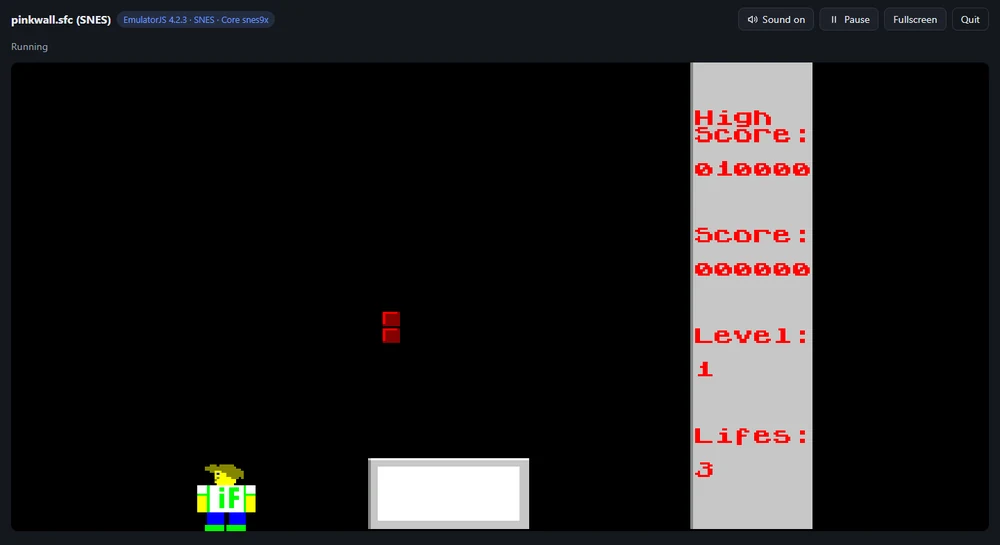 pinkwall.sfc (SNES)
EmulatorJS 4.2.3 · SNES · Core snes9x
Sound on
Pause
Fullscreen
Quit
Running
High
Score:
010000
Score:
000000
Level:
1
Lifes:
3
iF